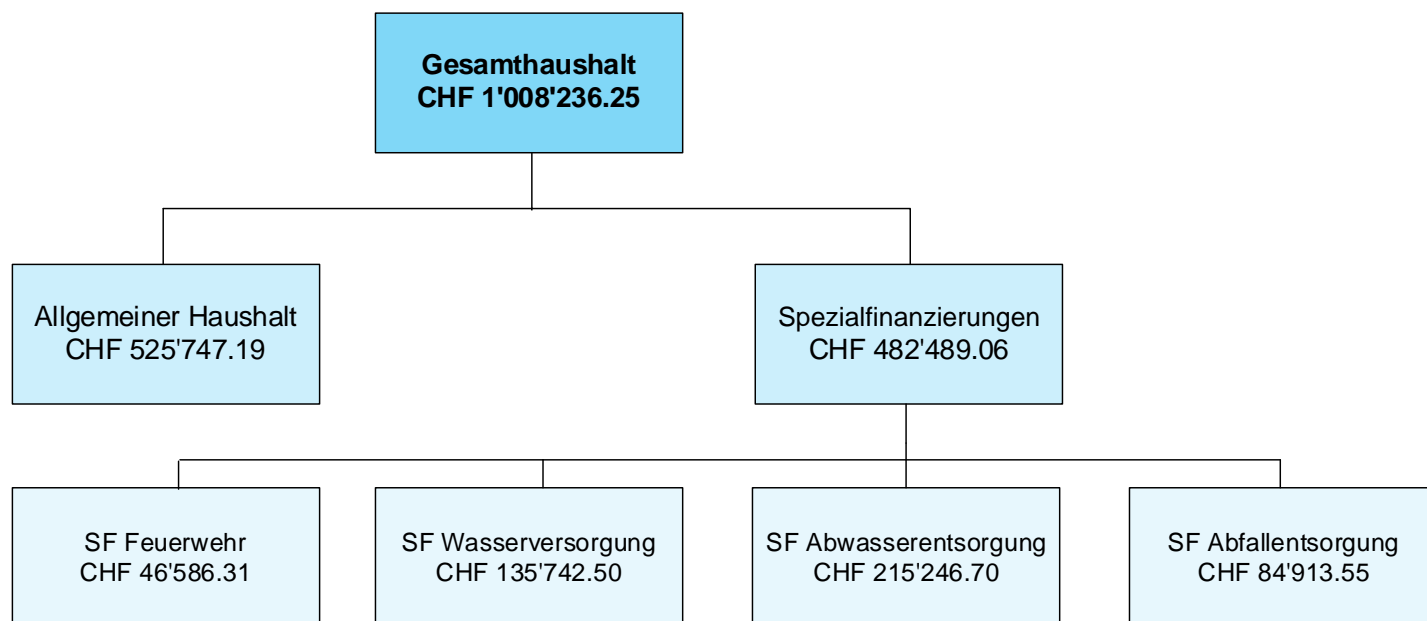 Gesamthaushalt
CHF 1'008'236.25
Allgemeiner Haushalt
CHF 525'747.19
Spezialfinanzierungen
CHF 482'489.06
SF Feuerwehr
CHF 46'586.31
SF Wasserversorgung
CHF 135'742.50
SF Abwasserentsorgung
CHF 215'246.70
SF Abfallentsorgung
CHF 84'913.55